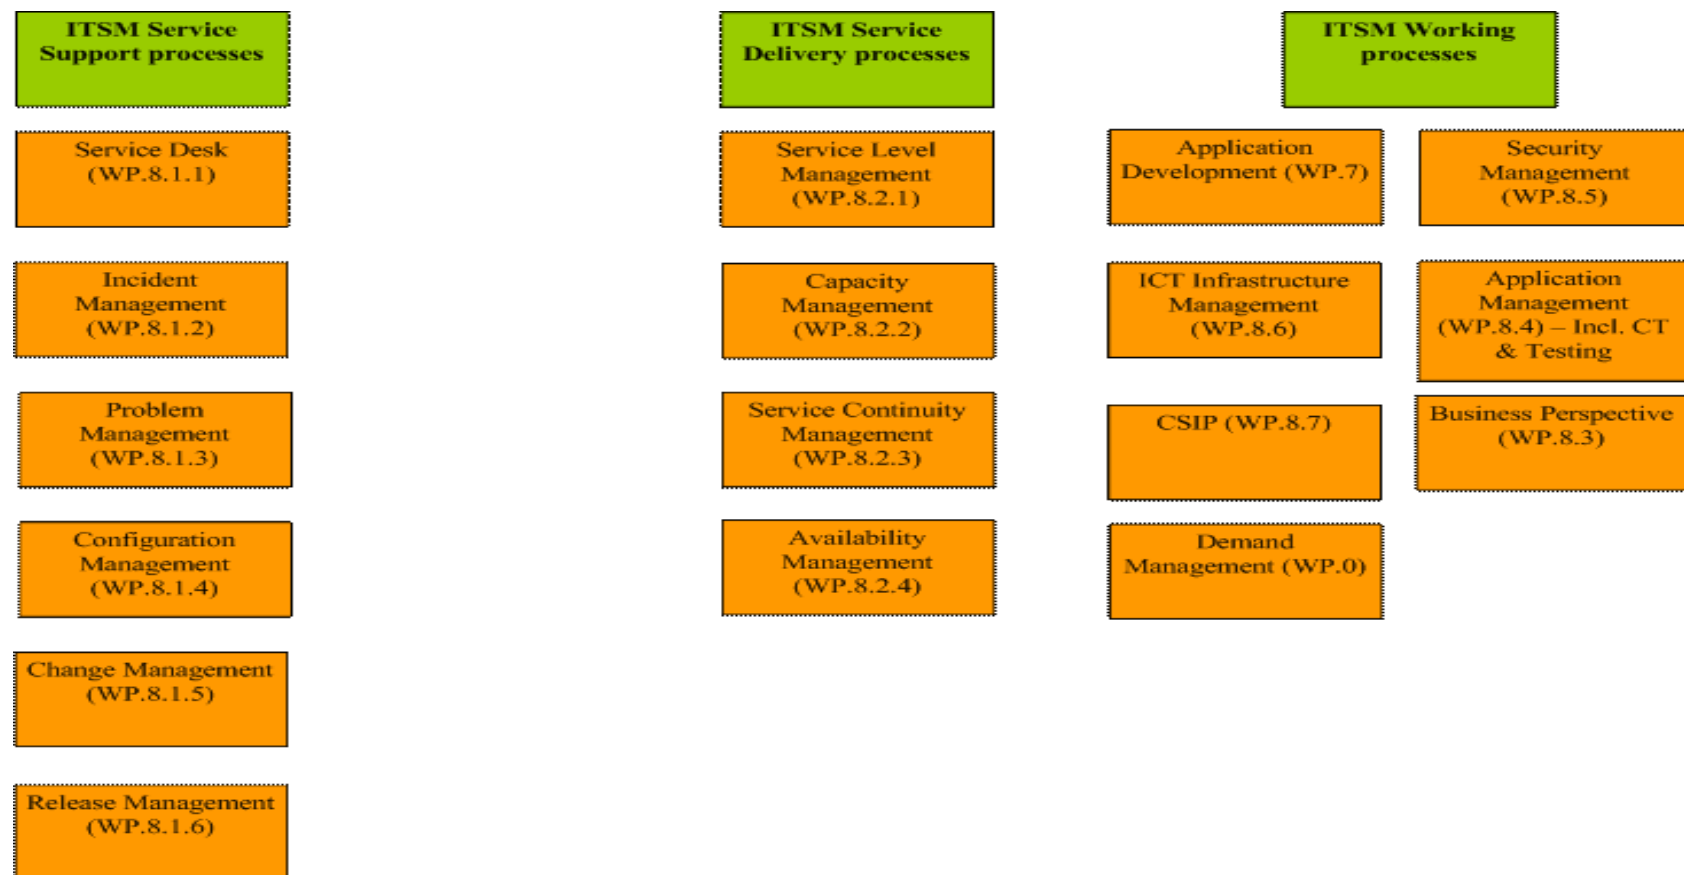 ITSM Service
Support processes
Service Desk
(WP.8.1.1)
Incident
Management
(WP.8.1.2)
Problem
Management
(WP.8.1.3)
Configuration
Management
(WP.8.1.4)
Change Management
(WP.8.1.5)
Release Management
(WP.8.1.6)
ITSM Service
Delivery processes
Service Level
Management
(WP.8.2.1)
Capacity
Management
(WP.8.2.2)
Service Continuity
Management
(WP.8.2.3)
Availability
Management
(WP.8.2.4)
ITSM Working
processes
Application
Development (WP.7)
ICT Infrastructure
Management
(WP.8.6)
CSIP (WP.8.7)
Demand
Management (WP.0)
Security
Management
(WP.8.5)
Application
Management
(WP.8.4) – Incl. CT
& Testing
Business Perspective
(WP.8.3)